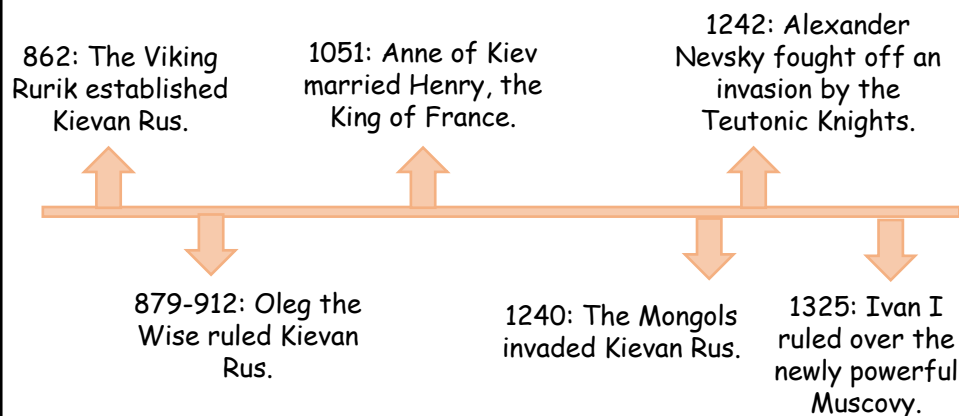 862: The Viking
Rurik established
Kievan Rus.
1051: Anne of Kiev
married Henry, the
King of France.
1242: Alexander
Nevsky fought off an
invasion by the
Teutonic Knights.
879-912: Oleg the
Wise ruled Kievan
Rus.
1240: The Mongols
invaded Kievan Rus.
1325: Ivan I
ruled over the
newly powerful
Muscovy.